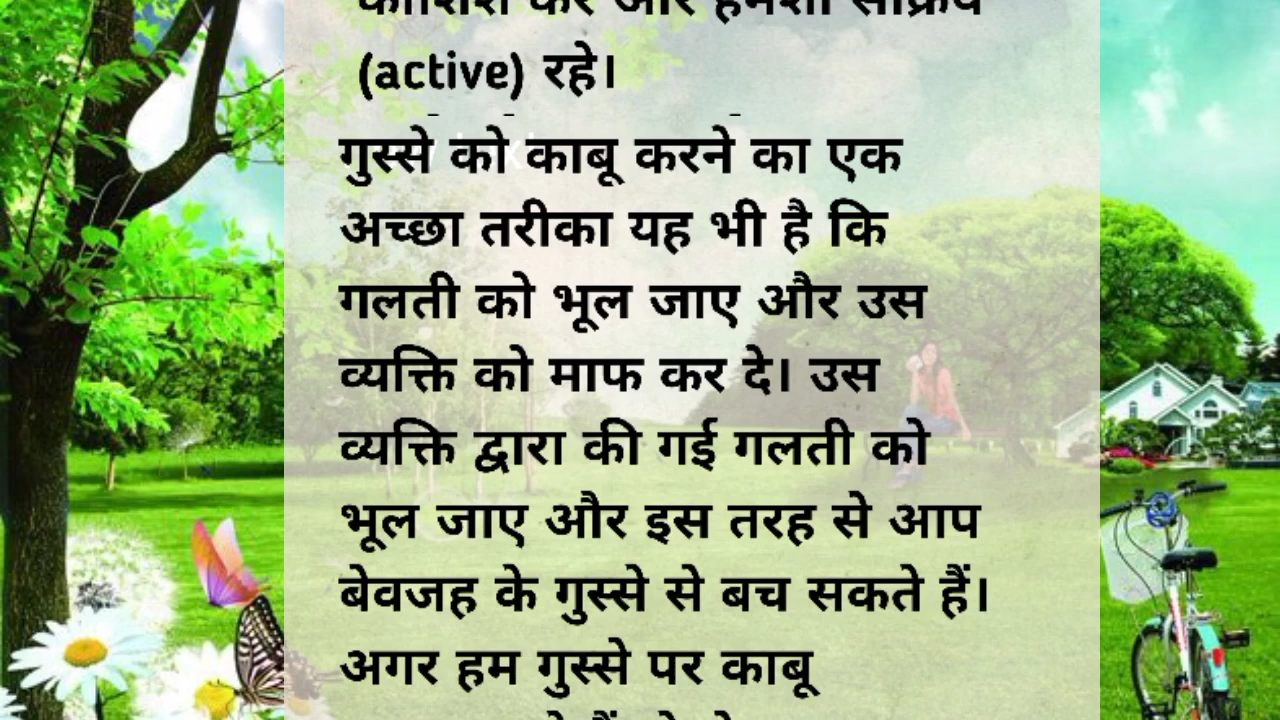 कोशिश करे और हमेशा सक्रिय
(active) रहे।
गुस्से को काबू करने का एक
अच्छा तरीका यह भी है कि
गलती को भूल जाए और उस
व्यक्ति को माफ कर दे। उस
व्यक्ति द्वारा की गई गलती को
भूल जाए और इस तरह से आप
बेवजह के गुस्से से बच सकते हैं।
अगर हम गुस्से पर काबू